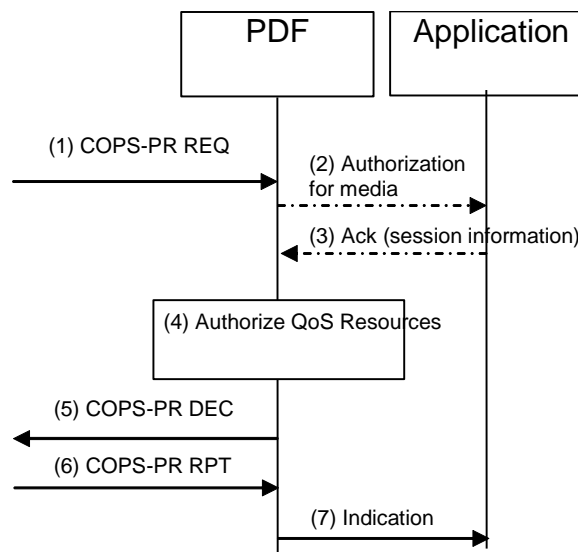 PDF
Application
(1) COPS-PR REQ
(2) Authorization
for media
(3) Ack (session information)
(4) Authorize QoS Resources
(5) COPS-PR DEC
(6) COPS-PR RPT
(7) Indication